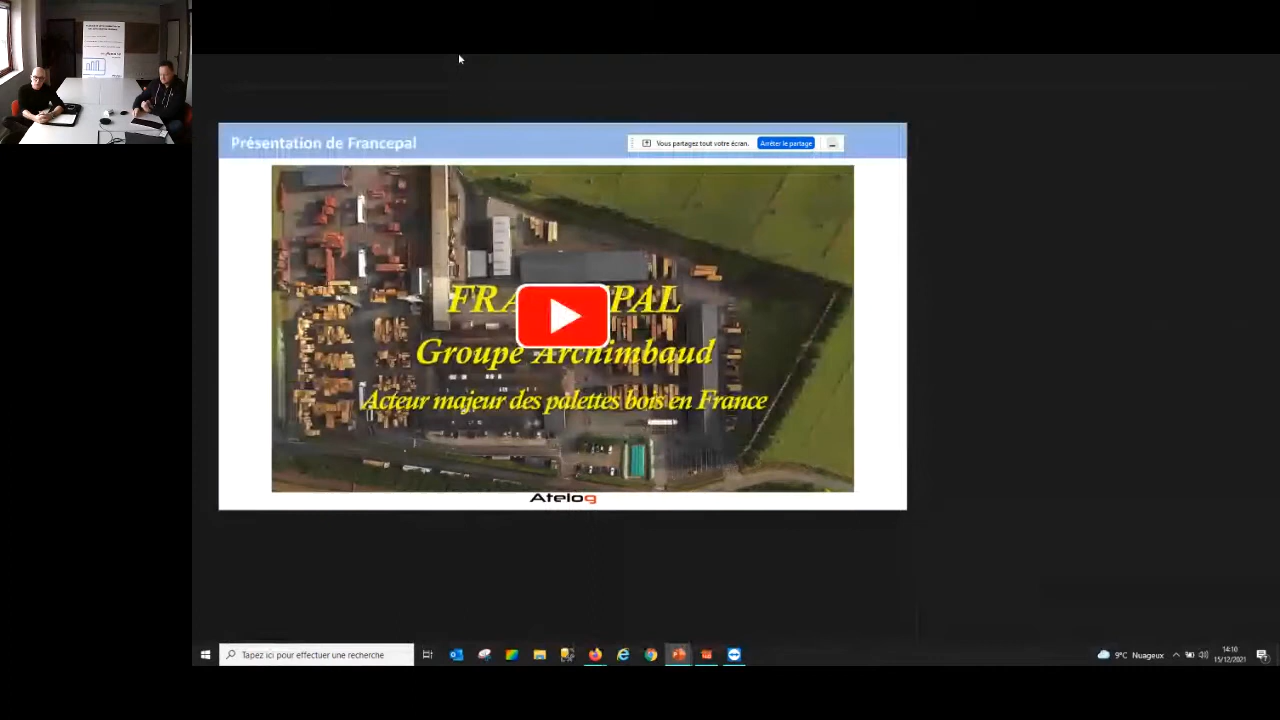 Présentation de Francepal
Vous partagez tout votre écran.
Arrêter le partage
Groupe Archimbaud
Acteur majeur des palettes bois en France
Atelog
Tapez ici pour effectuer une recherche
9°C Nuageux
14:10
15/12/2021